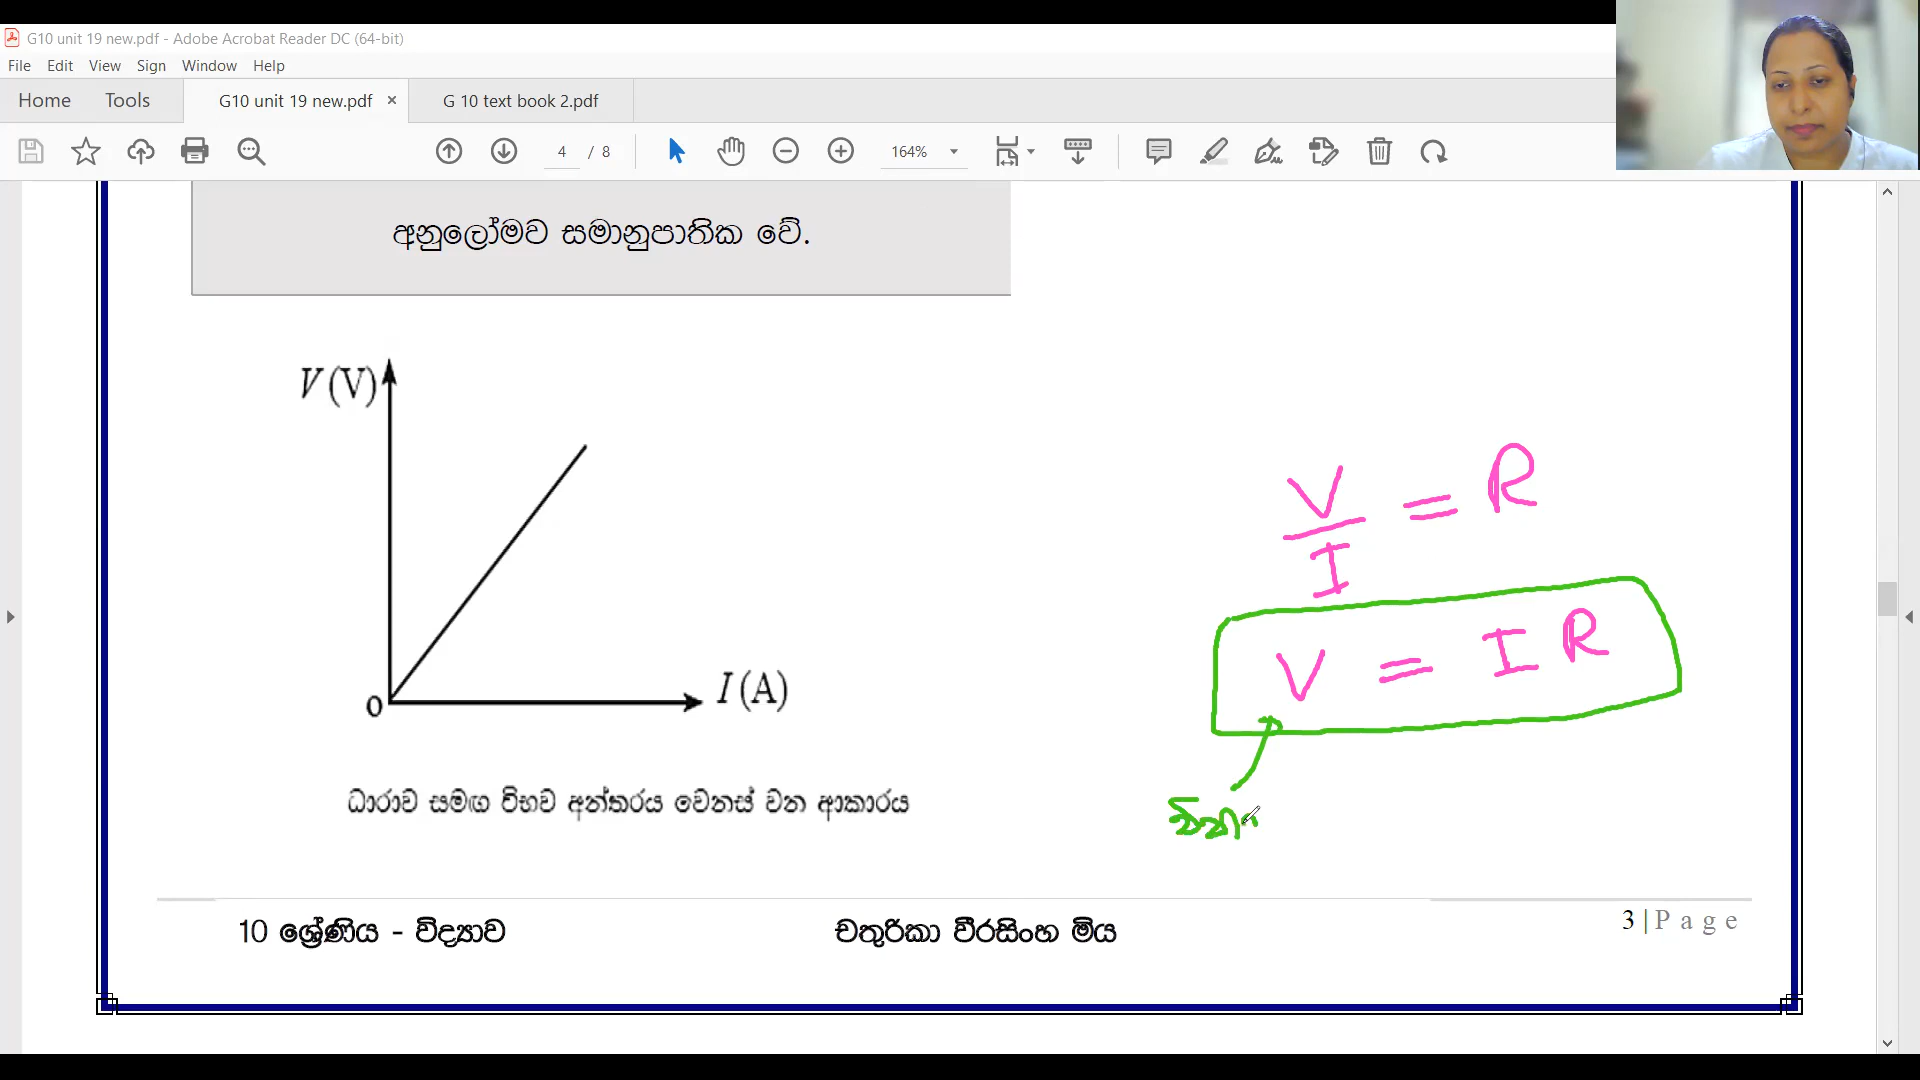 G10 unit 19 new.pdf - Adobe Acrobat Reader DC (64-bit)
File Edit View Sign Window Help
Home Tools G10 unit 19 new.pdf × G 10 text book 2.pdf
4 / 8 164%
අනුලෝමව සමානුපාතික වේ.
V (V)
I (A)
0
ධාරාව සමඟ විභව අන්තරය වෙනස් වන ආකාරය
V/I = R
V = I R
10 ශ්‍රේණිය - විද්‍යාව
චතුරිකා වීරසිංහ මිය
3 | P a g e